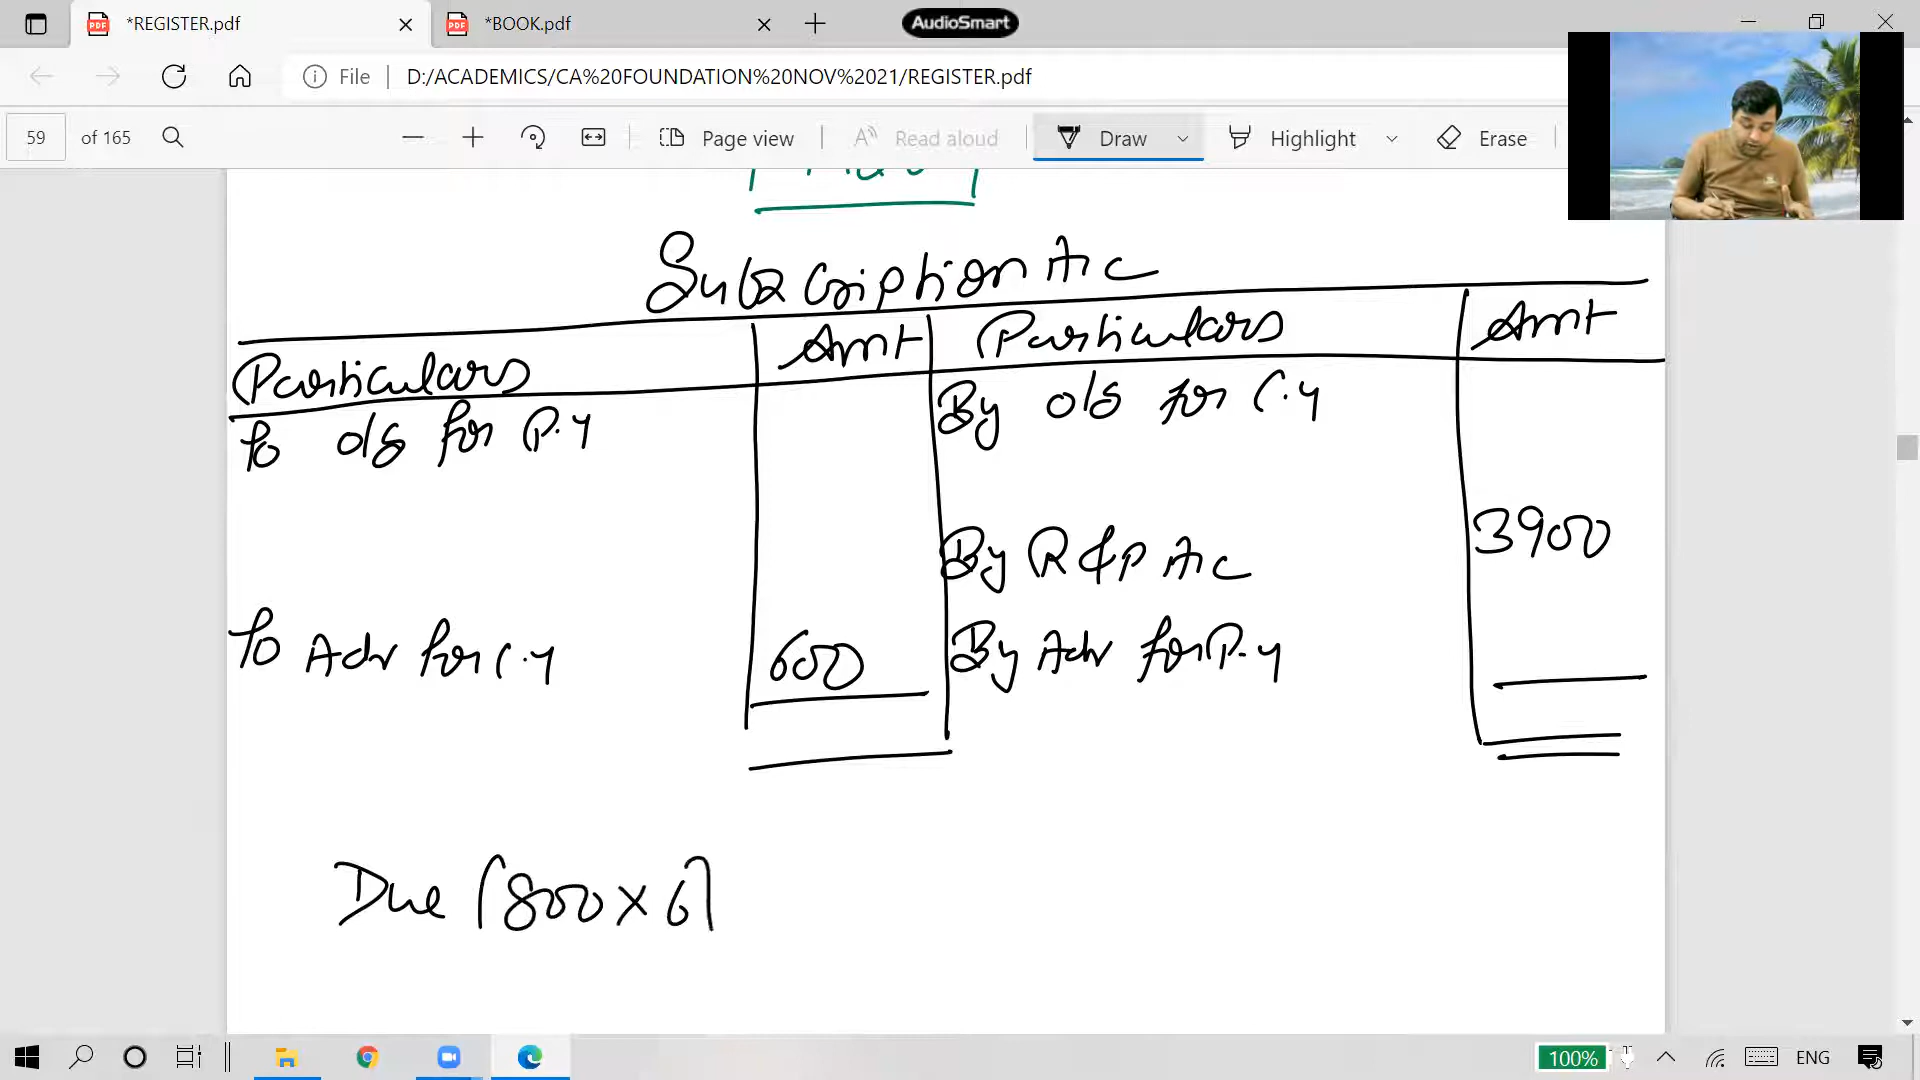 *REGISTER.pdf
*BOOK.pdf
AudioSmart
File
D:/ACADEMICS/CA%20FOUNDATION%20NOV%2021/REGISTER.pdf
59 of 165
Page view
Read aloud
Draw
Highlight
Erase
Subscription A/c
Particulars Amt Particulars Amt
To o/s for P.Y By o/s for C.Y
By R&P A/c 3900
To Adv for C.Y 600 By Adv for P.Y
Due (800×6)
100%
ENG